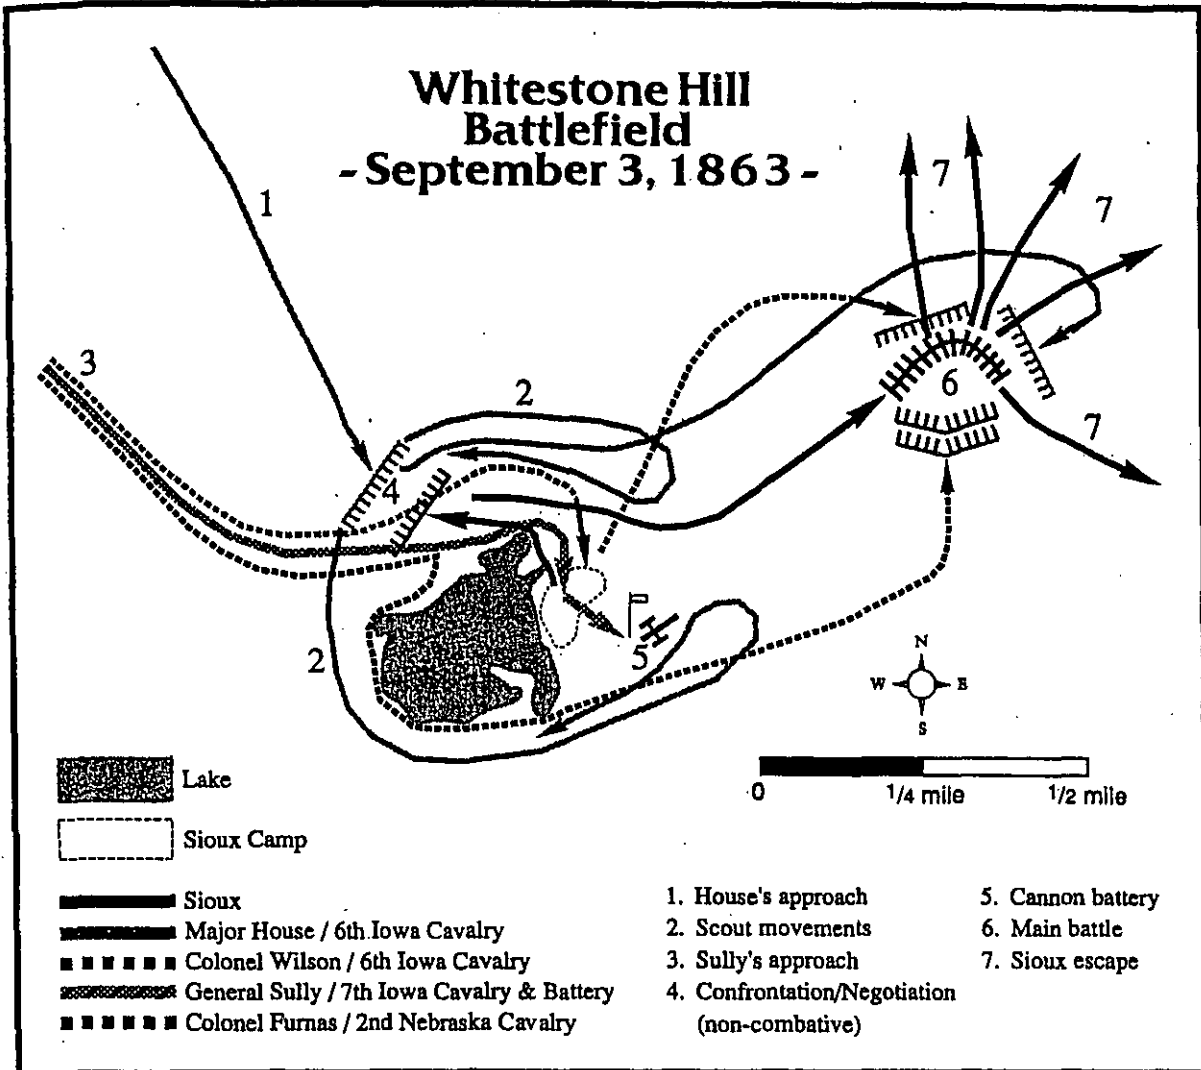 Whitestone Hill
Battlefield
- September 3, 1863 -
1
7
7
3
2
6
4
7
2
5
N
W E
S
0 1/4 mile 1/2 mile
Lake
Sioux Camp
Sioux
Major House / 6th Iowa Cavalry
Colonel Wilson / 6th Iowa Cavalry
General Sully / 7th Iowa Cavalry & Battery
Colonel Furnas / 2nd Nebraska Cavalry
1. House's approach
2. Scout movements
3. Sully's approach
4. Confrontation/Negotiation
(non-combative)
5. Cannon battery
6. Main battle
7. Sioux escape